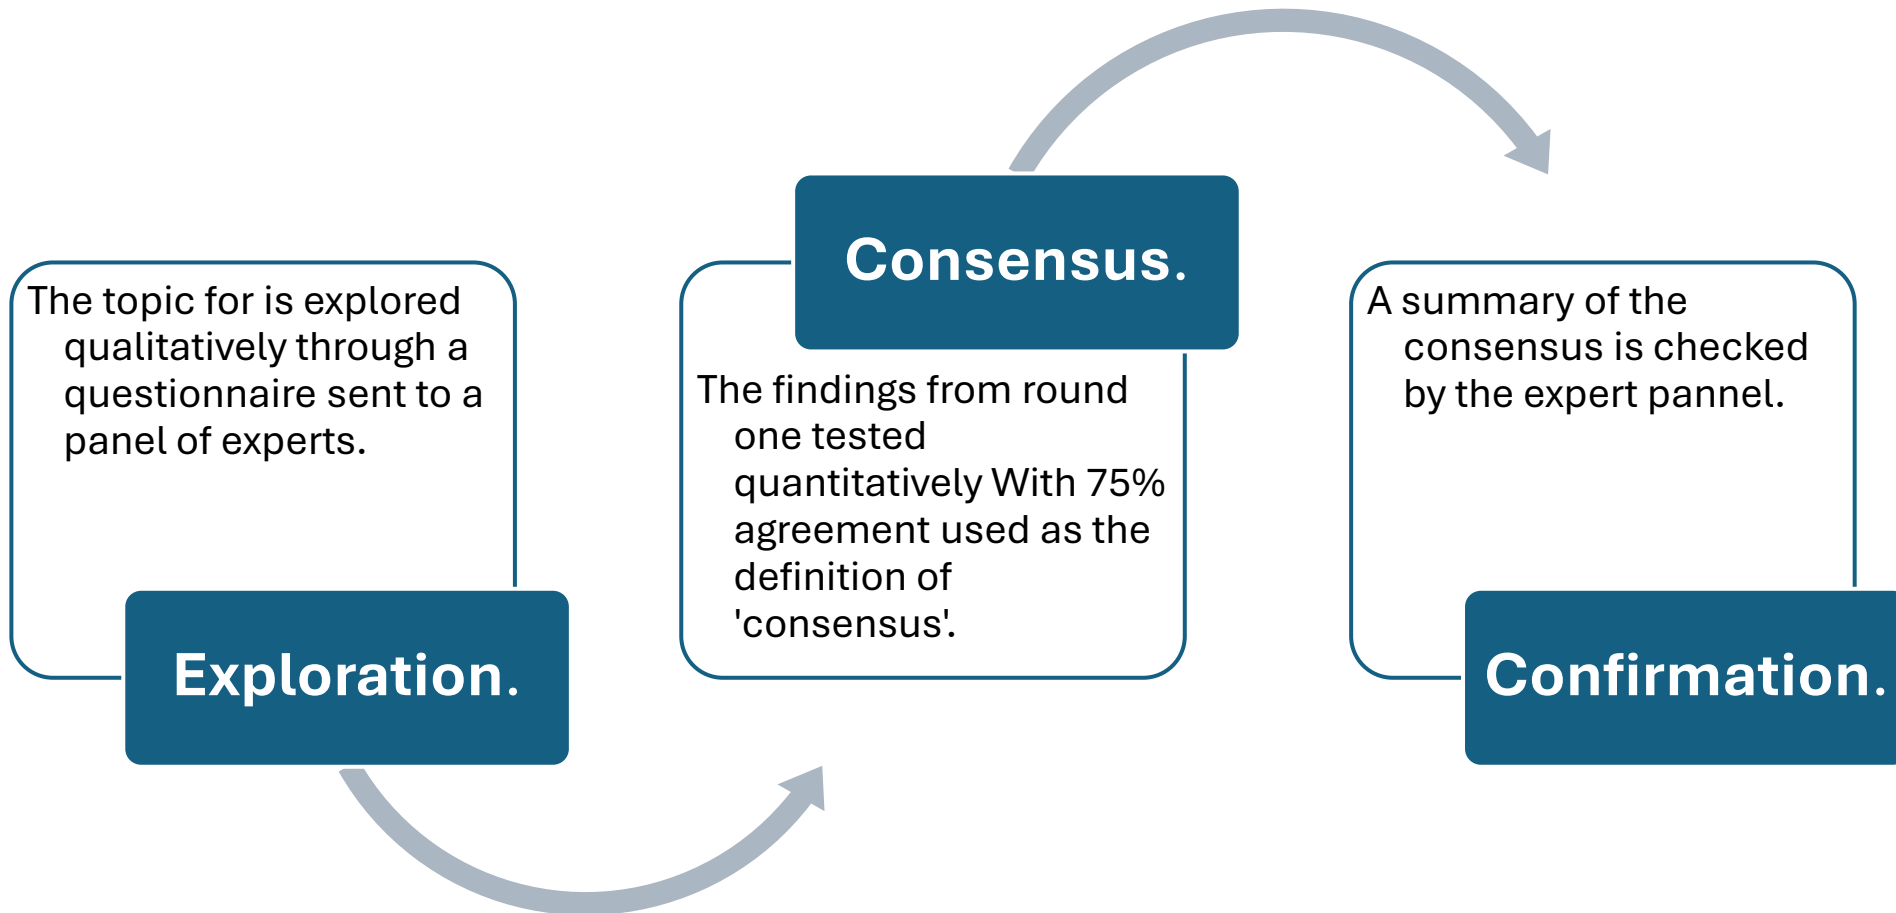 The topic for is explored
qualitatively through a
questionnaire sent to a
panel of experts.
Exploration.
Consensus.
The findings from round
one tested
quantitatively With 75%
agreement used as the
definition of
'consensus'.
A summary of the
consensus is checked
by the expert pannel.
Confirmation.